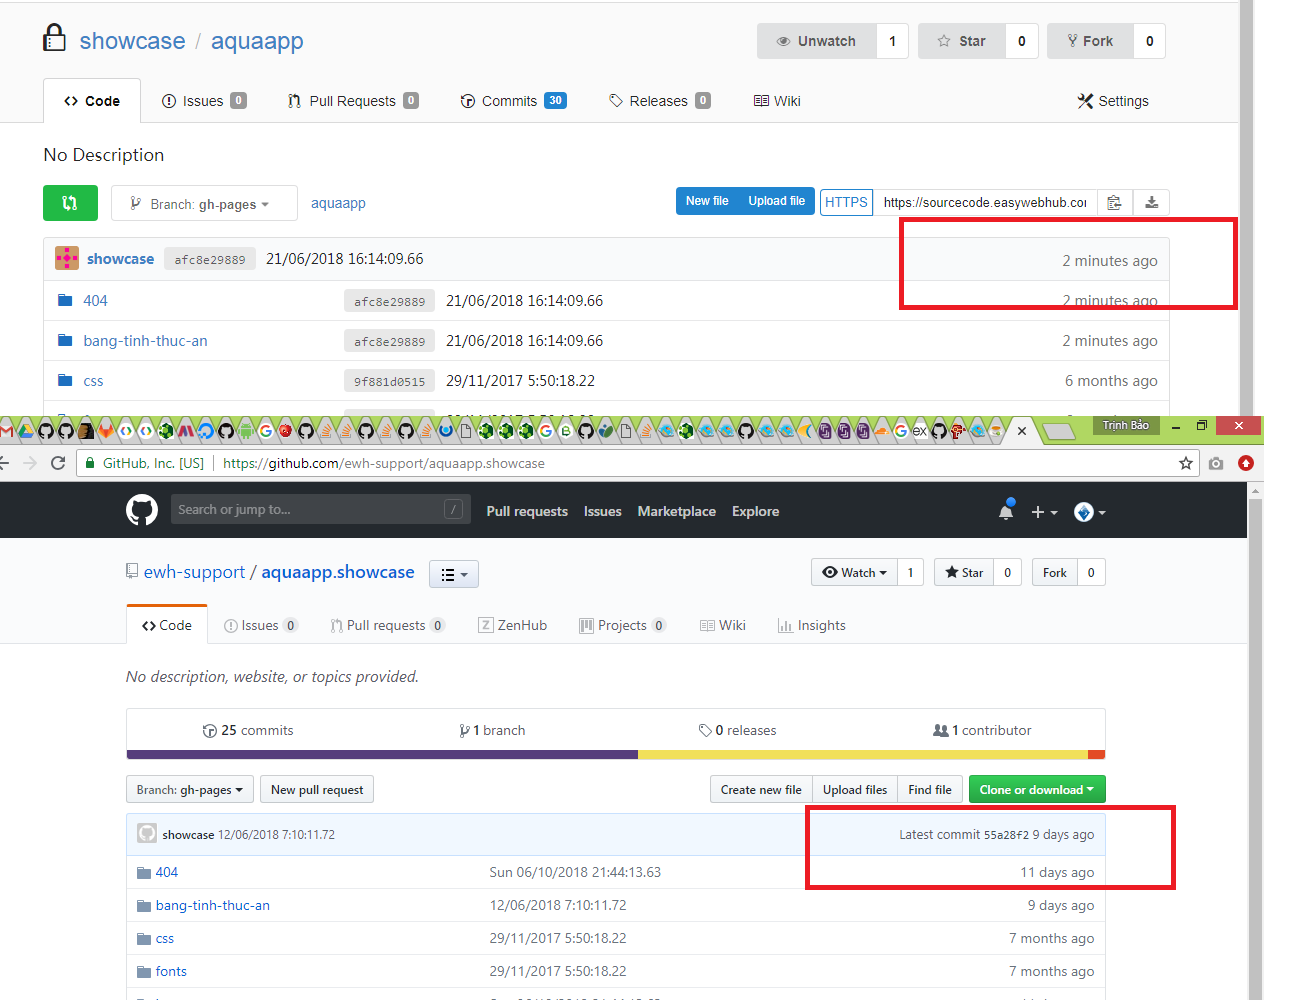 showcase / aquaapp
Unwatch 1 Star 0 Fork 0
Code Issues 0 Pull Requests 0 Commits 30 Releases 0 Wiki Settings
No Description
Branch: gh-pages aquaapp New file Upload file HTTPS https://sourcecode.easywebhub.cor
showcase afc8e29889 21/06/2018 16:14:09.66 2 minutes ago
404 afc8e29889 21/06/2018 16:14:09.66 2 minutes ago
bang-tinh-thuc-an afc8e29889 21/06/2018 16:14:09.66 2 minutes ago
css 9f881d0515 29/11/2017 5:50:18.22 6 months ago
Trịnh Bảo
GitHub, Inc. [US] https://github.com/ewh-support/aquaapp.showcase
Search or jump to... / Pull requests Issues Marketplace Explore
ewh-support / aquaapp.showcase Watch 1 Star 0 Fork 0
Code Issues 0 Pull requests 0 ZenHub Projects 0 Wiki Insights
No description, website, or topics provided.
25 commits 1 branch 0 releases 1 contributor
Branch: gh-pages New pull request Create new file Upload files Find file Clone or download
showcase 12/06/2018 7:10:11.72 Latest commit 55a28f2 9 days ago
404 Sun 06/10/2018 21:44:13.63 11 days ago
bang-tinh-thuc-an 12/06/2018 7:10:11.72 9 days ago
css 29/11/2017 5:50:18.22 7 months ago
fonts 29/11/2017 5:50:18.22 7 months ago